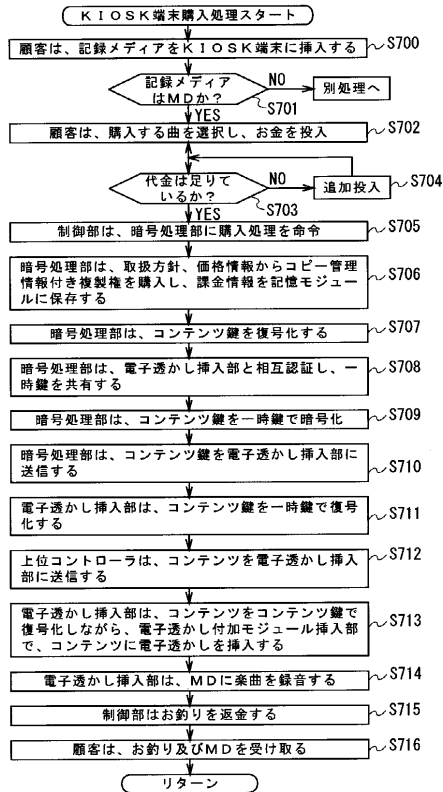 KIOSK端末購入処理スタート
顧客は、記録メディアをKIOSK端末に挿入する
S700
記録メディア
はMDか?
NO
別処理へ
S701
YES
顧客は、購入する曲を選択し、お金を投入
S702
代金は足りて
いるか?
NO
追加投入
S704
S703
YES
制御部は、暗号処理部に購入処理を命令
S705
暗号処理部は、取扱方針、価格情報からコピー管理
情報付き複製権を購入し、課金情報を記憶モジュー
ルに保存する
S706
暗号処理部は、コンテンツ鍵を復号化する
S707
暗号処理部は、電子透かし挿入部と相互認証し、一
時鍵を共有する
S708
暗号処理部は、コンテンツ鍵を一時鍵で暗号化
S709
暗号処理部は、コンテンツ鍵を電子透かし挿入部に
送信する
S710
電子透かし挿入部は、コンテンツ鍵を一時鍵で復号
化する
S711
上位コントローラは、コンテンツを電子透かし挿入
部に送信する
S712
電子透かし挿入部は、コンテンツをコンテンツ鍵で
復号化しながら、電子透かし付加モジュール挿入部
で、コンテンツに電子透かしを挿入する
S713
電子透かし挿入部は、MDに楽曲を録音する
S714
制御部はお釣りを返金する
S715
顧客は、お釣り及びMDを受け取る
S716
リターン